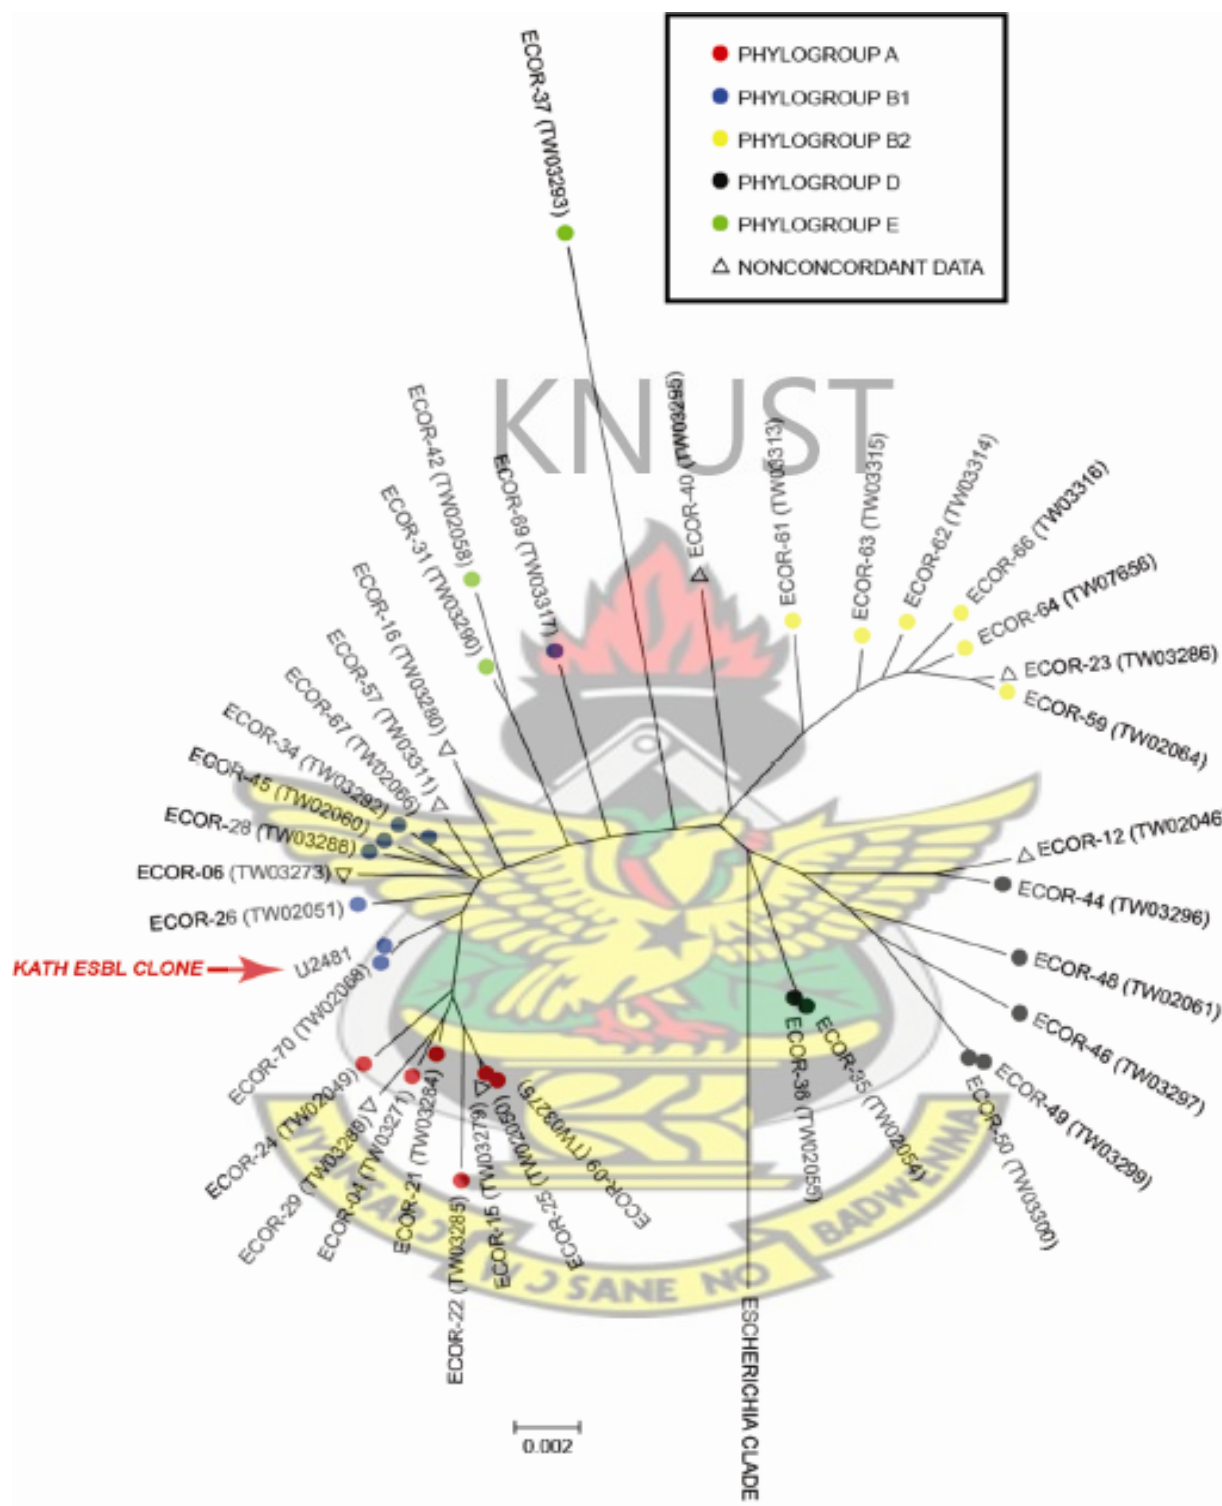 PHYLOGROUP A
PHYLOGROUP B1
PHYLOGROUP B2
PHYLOGROUP D
PHYLOGROUP E
NONCONCORDANT DATA
KNUST
ECOR-37 (TW03293)
ECOR-42 (TW02058)
ECOR-31 (TW03290)
ECOR-69 (TW03317)
ECOR-40 (TW03295)
ECOR-61 (TW03313)
ECOR-63 (TW03315)
ECOR-62 (TW03314)
ECOR-66 (TW03316)
ECOR-64 (TW07656)
ECOR-23 (TW03286)
ECOR-59 (TW02064)
ECOR-12 (TW02046
ECOR-44 (TW03296)
ECOR-48 (TW02061)
ECOR-46 (TW03297)
ECOR-49 (TW03299)
ECOR-50 (TW03300)
ECOR-35 (TW02054)
ECOR-36 (TW02055)
ESCHERICHIA CLADE
ECOR-16 (TW03280)
ECOR-57 (TW03311)
ECOR-67 (TW02066)
ECOR-34 (TW03292)
ECOR-45 (TW02060)
ECOR-28 (TW03288)
ECOR-06 (TW03273)
ECOR-26 (TW02051)
KATH ESBL CLONE
U2481
ECOR-70 (TW02068)
ECOR-24 (TW02049)
ECOR-29 (TW03289)
ECOR-04 (TW03271)
ECOR-21 (TW03284)
ECOR-22 (TW03285)
ECOR-15 (TW03279)
ECOR-25 (TW02050)
ECOR-09 (TW03275)
W Ɔ SANE NO
BADWENMA
0.002